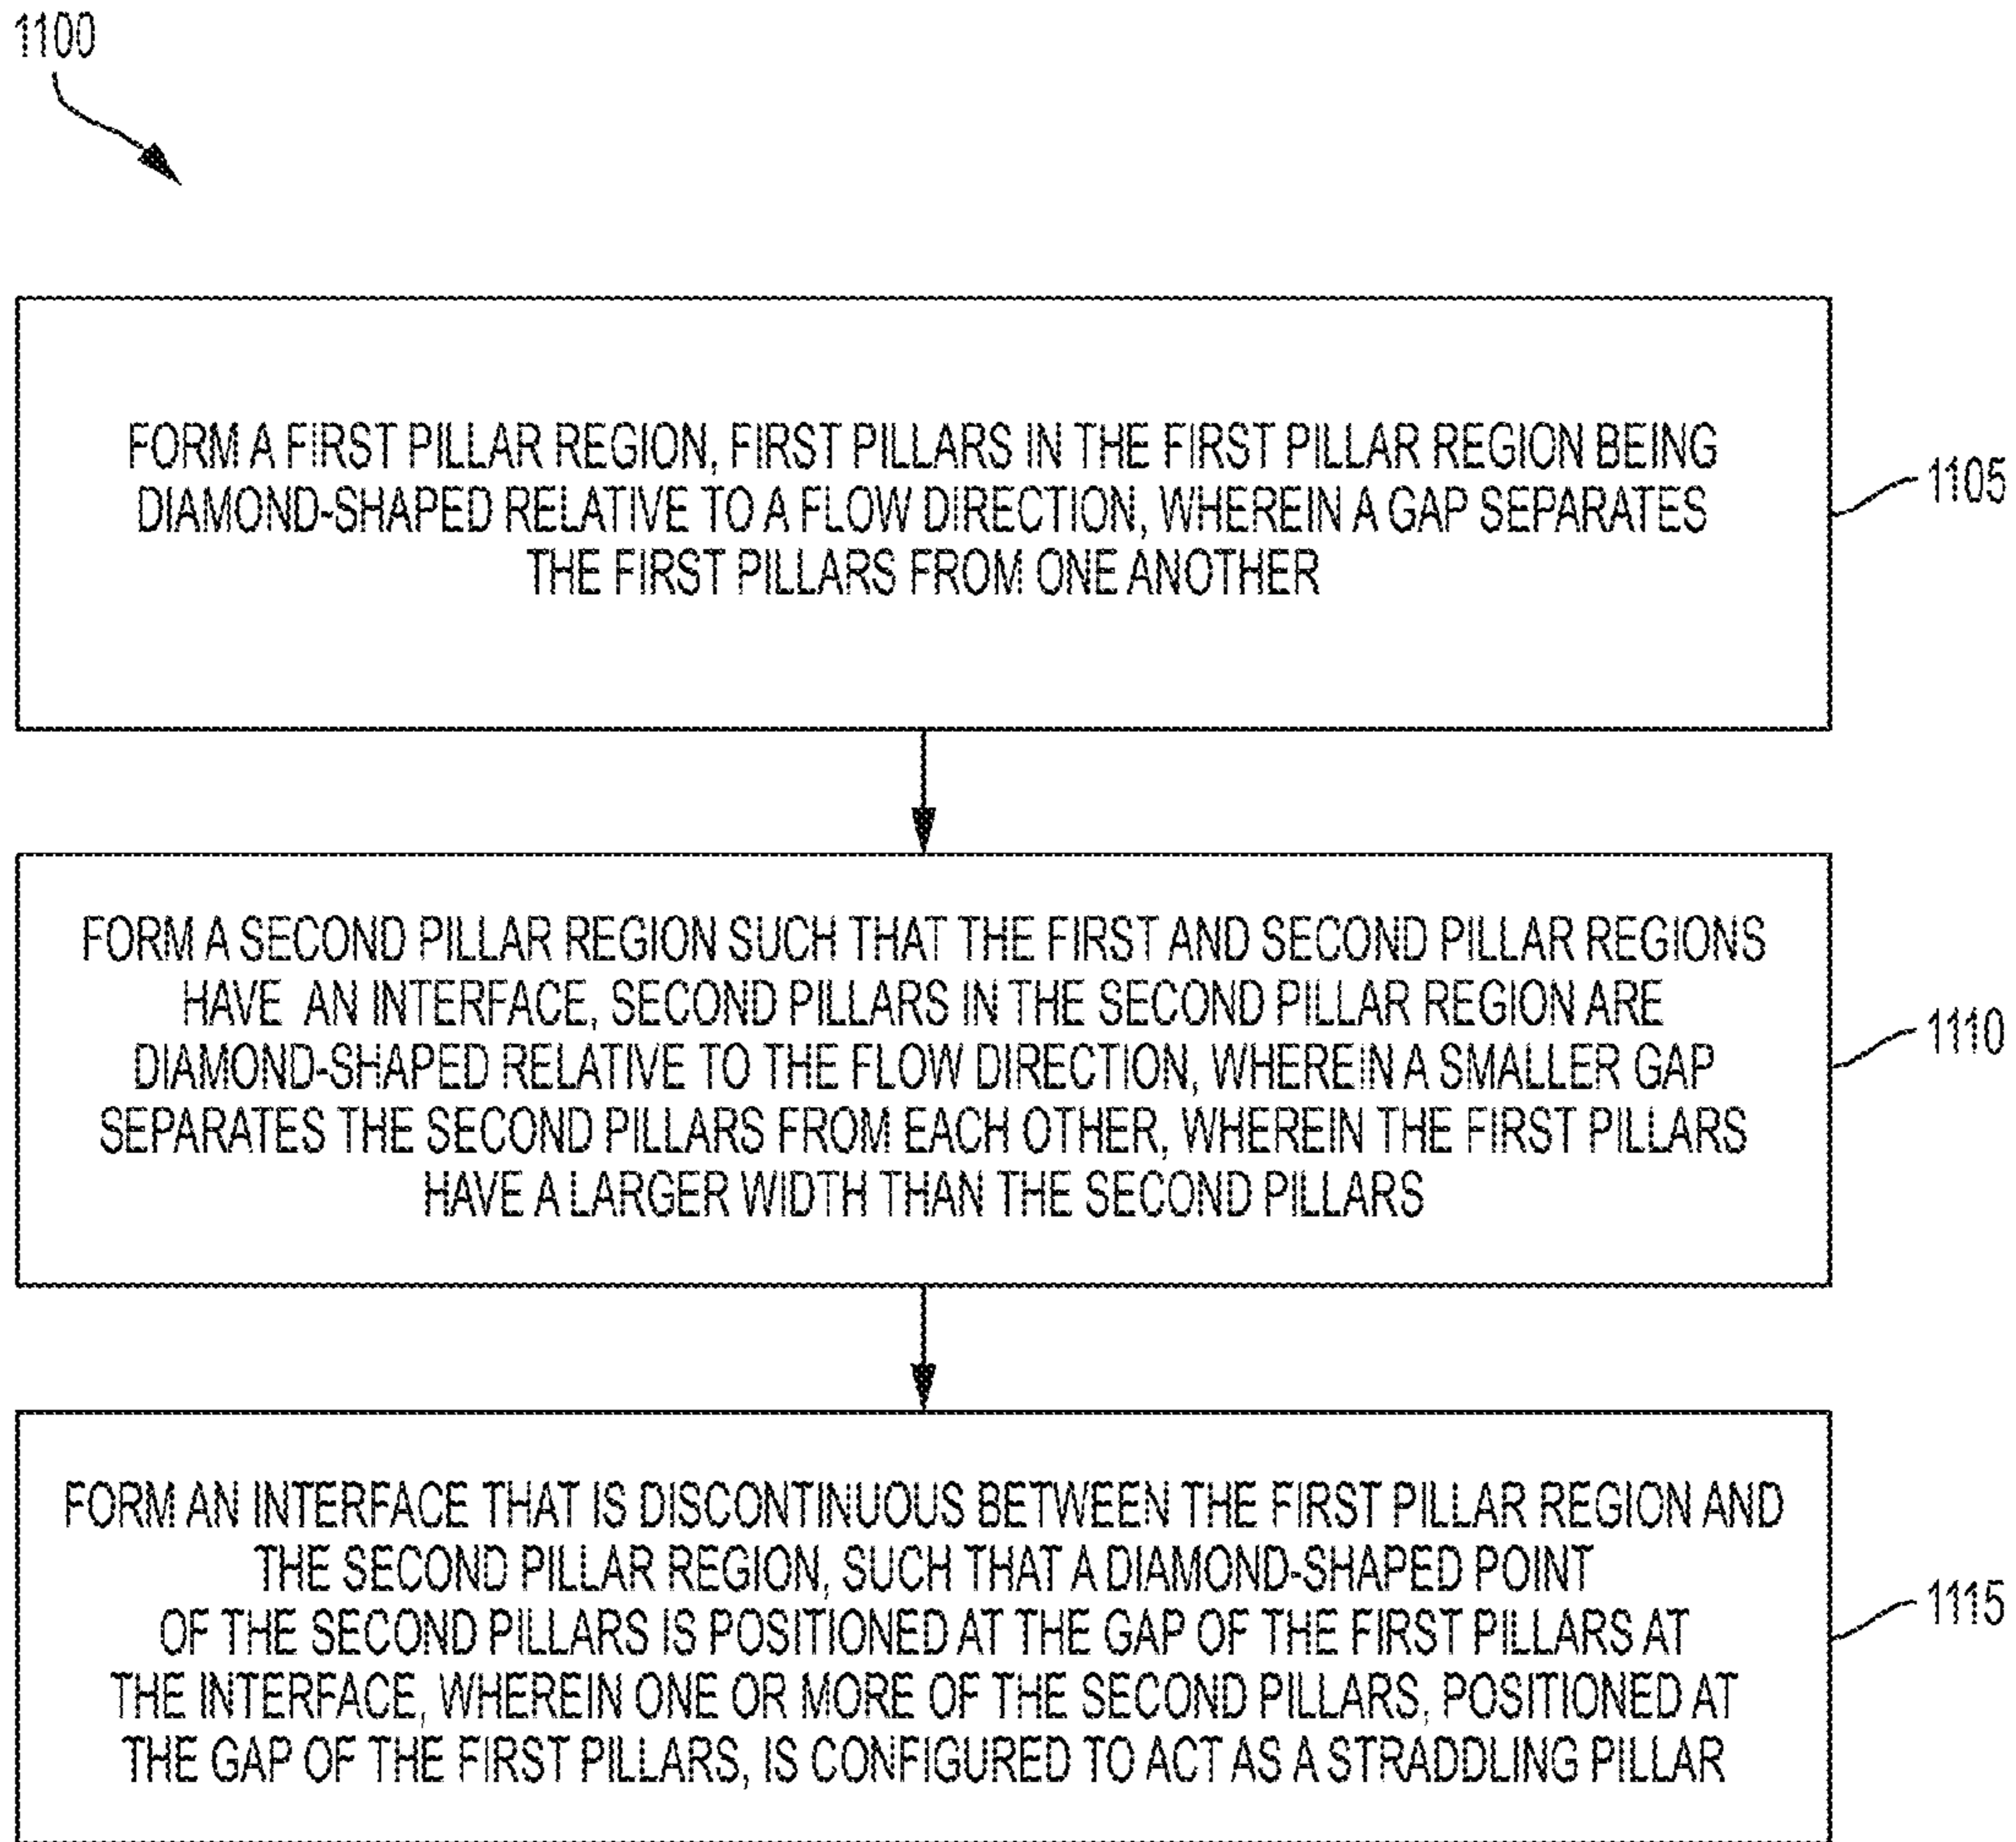 1100
FORM A FIRST PILLAR REGION, FIRST PILLARS IN THE FIRST PILLAR REGION BEING
DIAMOND-SHAPED RELATIVE TO A FLOW DIRECTION, WHEREIN A GAP SEPARATES
THE FIRST PILLARS FROM ONE ANOTHER
1105
FORM A SECOND PILLAR REGION SUCH THAT THE FIRST AND SECOND PILLAR REGIONS
HAVE AN INTERFACE, SECOND PILLARS IN THE SECOND PILLAR REGION ARE
DIAMOND-SHAPED RELATIVE TO THE FLOW DIRECTION, WHEREIN A SMALLER GAP
SEPARATES THE SECOND PILLARS FROM EACH OTHER, WHEREIN THE FIRST PILLARS
HAVE A LARGER WIDTH THAN THE SECOND PILLARS
1110
FORM AN INTERFACE THAT IS DISCONTINUOUS BETWEEN THE FIRST PILLAR REGION AND
THE SECOND PILLAR REGION, SUCH THAT A DIAMOND-SHAPED POINT
OF THE SECOND PILLARS IS POSITIONED AT THE GAP OF THE FIRST PILLARS AT
THE INTERFACE, WHEREIN ONE OR MORE OF THE SECOND PILLARS, POSITIONED AT
THE GAP OF THE FIRST PILLARS, IS CONFIGURED TO ACT AS A STRADDLING PILLAR
1115